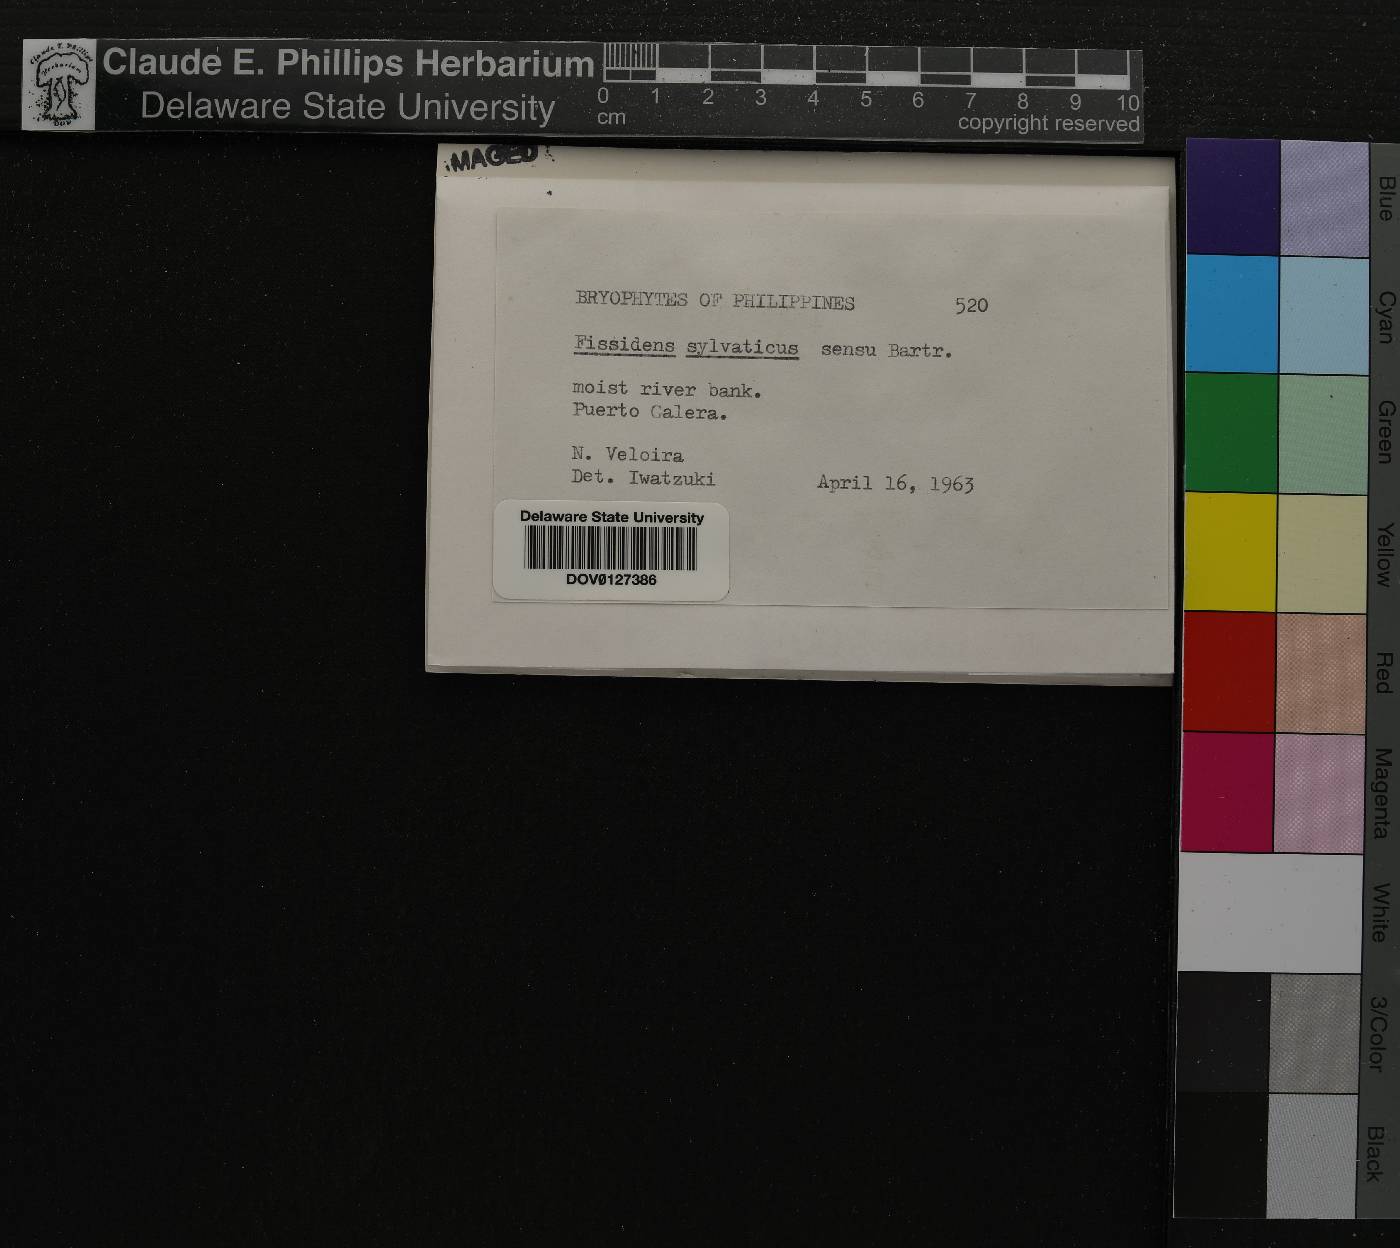 Claude E. Phillips Herbarium
Delaware State University
0 1 2 3 4 5 6 7 8 9 10
cm
copyright reserved
IMAGED
BRYOPHYTES OF PHILIPPINES 520
Fissidens sylvaticus sensu Bartr.
moist river bank.
Puerto Galera.
N. Veloira
Det. Iwatzuki April 16, 1963
Delaware State University
DOV0127386
Blue
Cyan
Green
Yellow
Red
Magenta
White
3/Color
Black